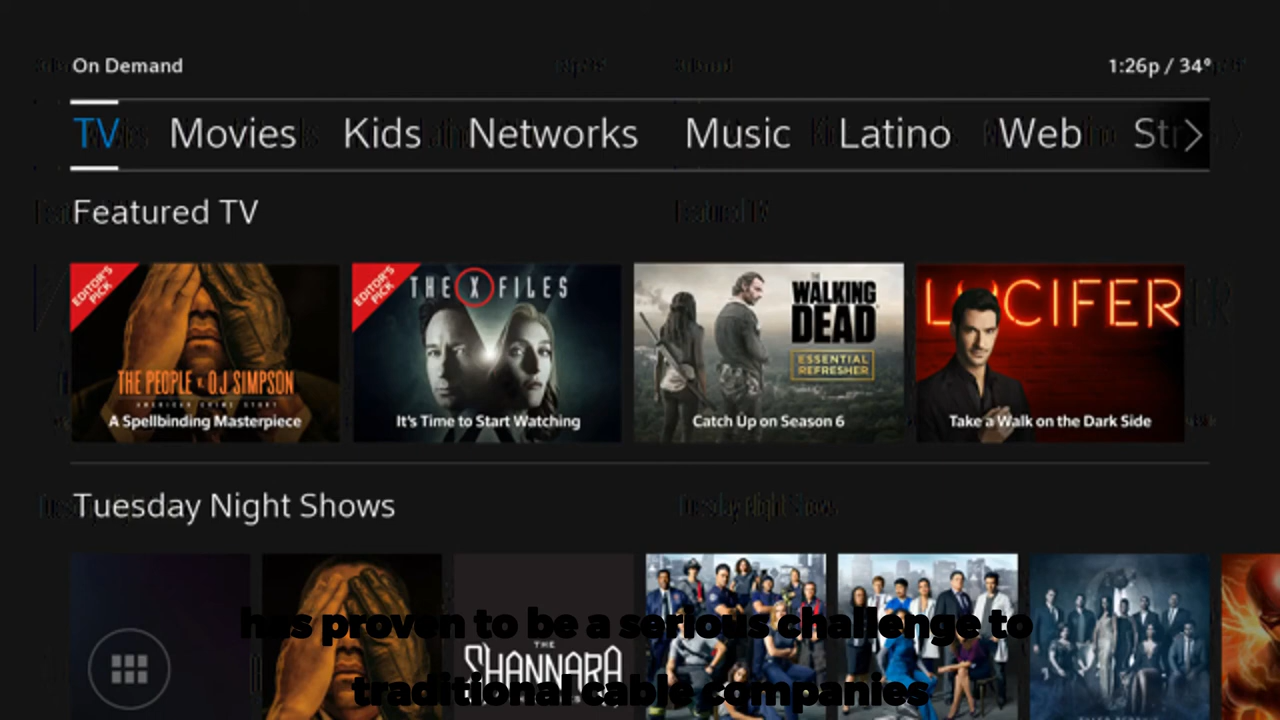 On Demand
1:26p / 34°
TV Movies Kids Networks Music Latino Web St
Featured TV
EDITOR'S PICK
THE PEOPLE v. O.J. SIMPSON
AMERICAN CRIME STORY
A Spellbinding Masterpiece
EDITOR'S PICK
THE X FILES
It's Time to Start Watching
THE WALKING DEAD
ESSENTIAL REFRESHER
Catch Up on Season 6
LUCIFER
Take a Walk on the Dark Side
Tuesday Night Shows
THE
SHANNARA
has proven to be a serious challenge to
traditional cable companies